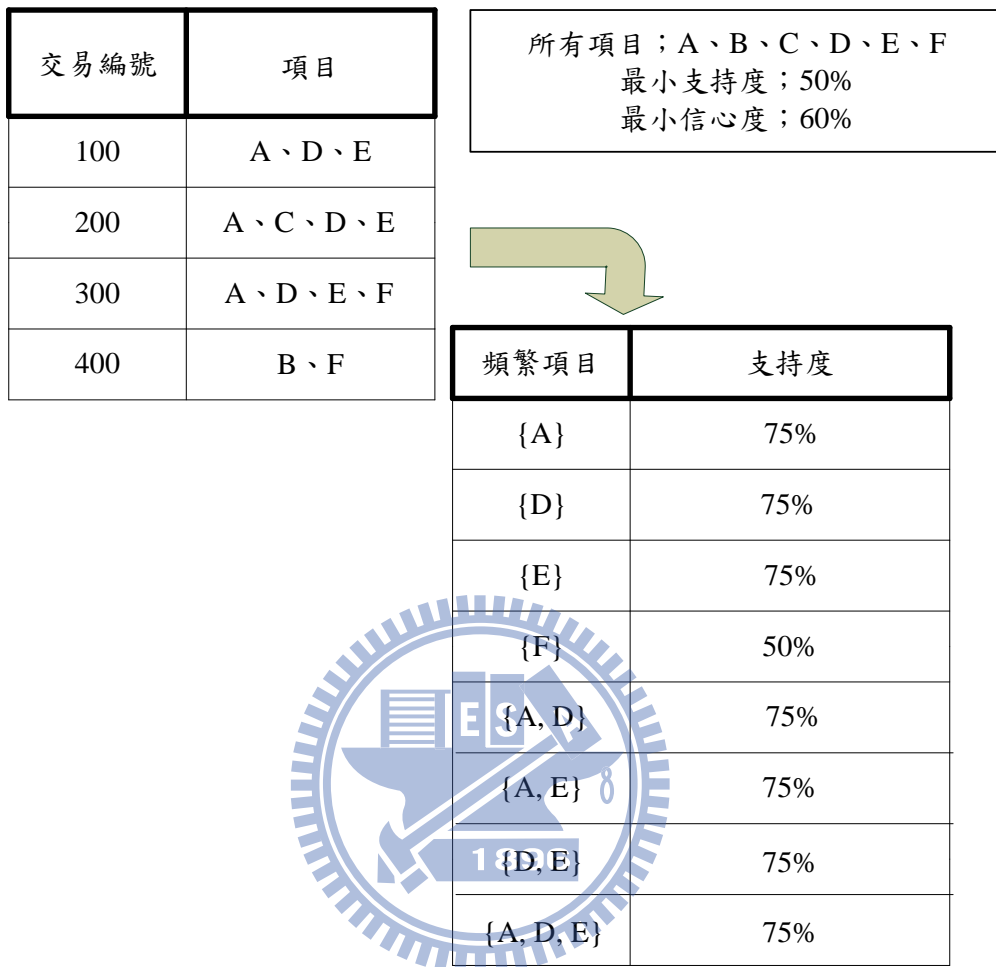 交易編號 項目
100 A、D、E
200 A、C、D、E
300 A、D、E、F
400 B、F
所有項目；A、B、C、D、E、F
最小支持度；50%
最小信心度；60%
頻繁項目 支持度
{A} 75%
{D} 75%
{E} 75%
{F} 50%
{A, D} 75%
{A, E} 75%
{D, E} 75%
{A, D, E} 75%
ES